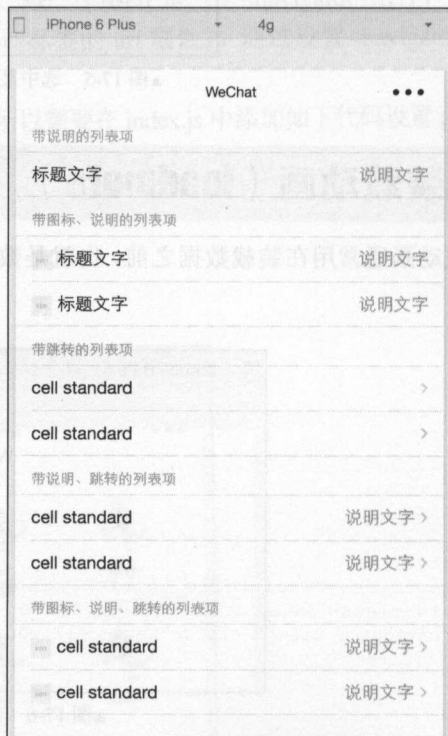 iPhone 6 Plus 4g
WeChat
带说明的列表项
标题文字 说明文字
带图标、说明的列表项
标题文字 说明文字
标题文字 说明文字
带跳转的列表项
cell standard
cell standard
带说明、跳转的列表项
cell standard 说明文字
cell standard 说明文字
带图标、说明、跳转的列表项
cell standard 说明文字
cell standard 说明文字